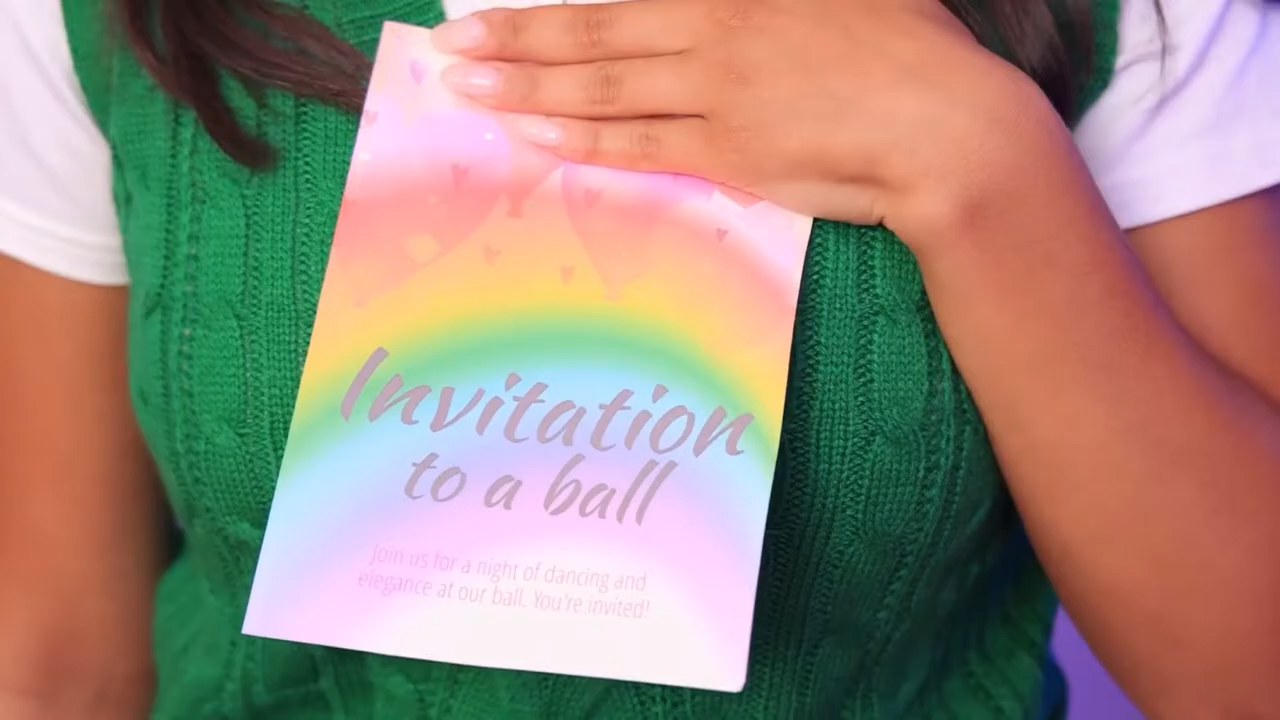 Invitation
to a ball
Join us for a night of dancing and
elegance at our ball. You're invited!